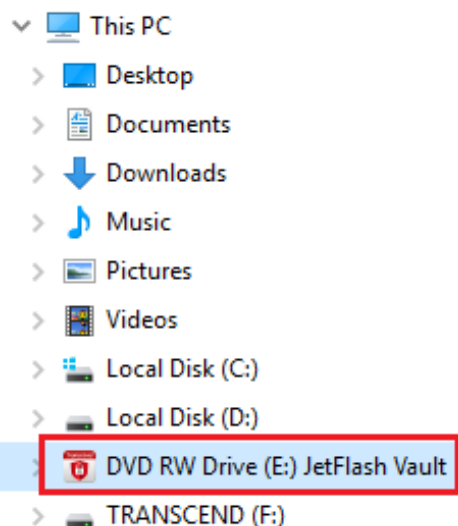 This PC
Desktop
Documents
Downloads
Music
Pictures
Videos
Local Disk (C:)
Local Disk (D:)
DVD RW Drive (E:) JetFlash Vault
TRANSCEND (F:)